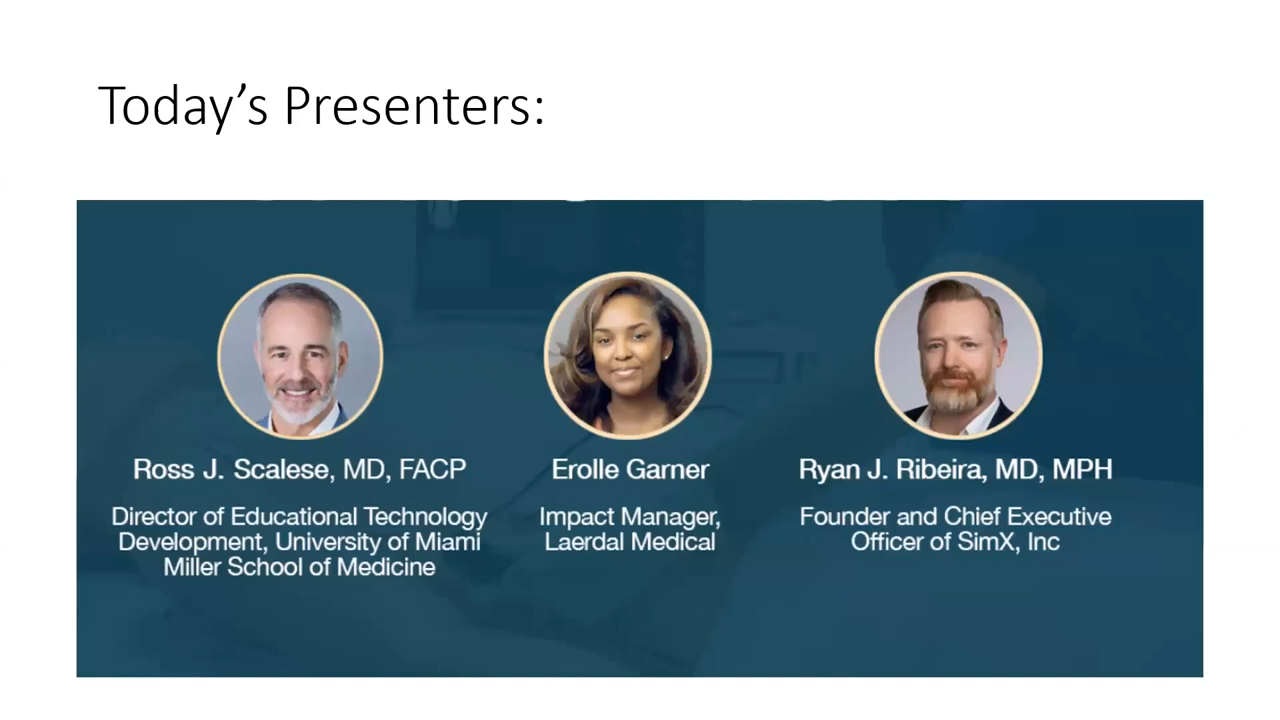 Today’s Presenters:
Ross J. Scalese, MD, FACP
Director of Educational Technology
Development, University of Miami
Miller School of Medicine
Erolle Garner
Impact Manager,
Laerdal Medical
Ryan J. Ribeira, MD, MPH
Founder and Chief Executive
Officer of SimX, Inc